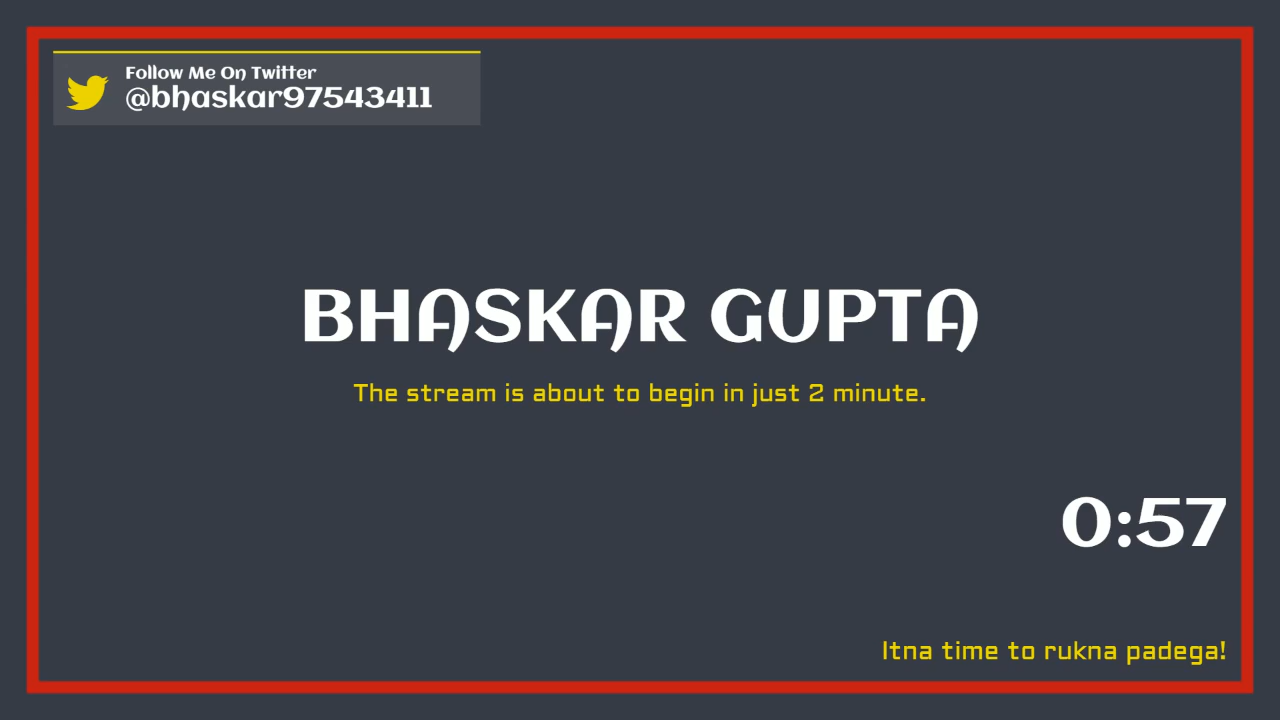 Follow Me On Twitter
@bhaskar97543411
BHASKAR GUPTA
The stream is about to begin in just 2 minute.
0:57
Itna time to rukna padega!